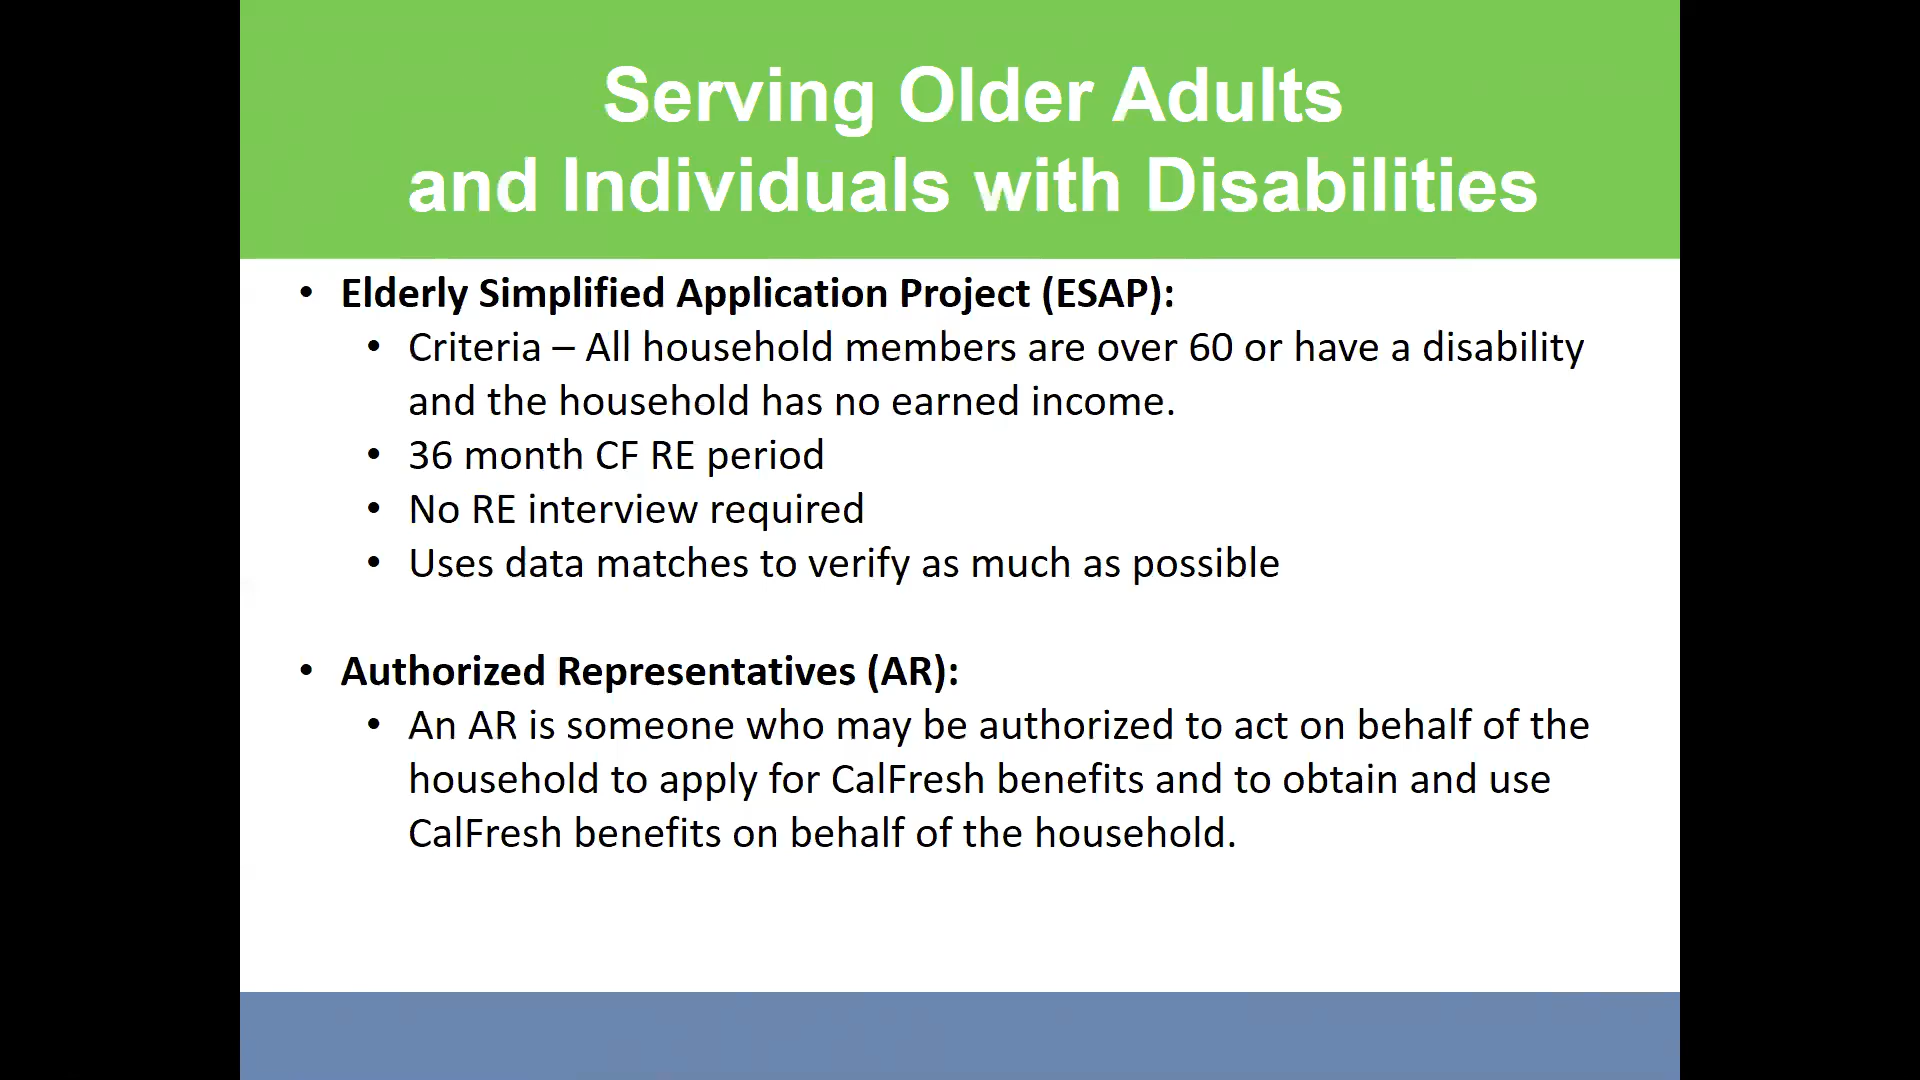 Serving Older Adults
and Individuals with Disabilities
• Elderly Simplified Application Project (ESAP):
• Criteria – All household members are over 60 or have a disability
and the household has no earned income.
• 36 month CF RE period
• No RE interview required
• Uses data matches to verify as much as possible
• Authorized Representatives (AR):
• An AR is someone who may be authorized to act on behalf of the
household to apply for CalFresh benefits and to obtain and use
CalFresh benefits on behalf of the household.